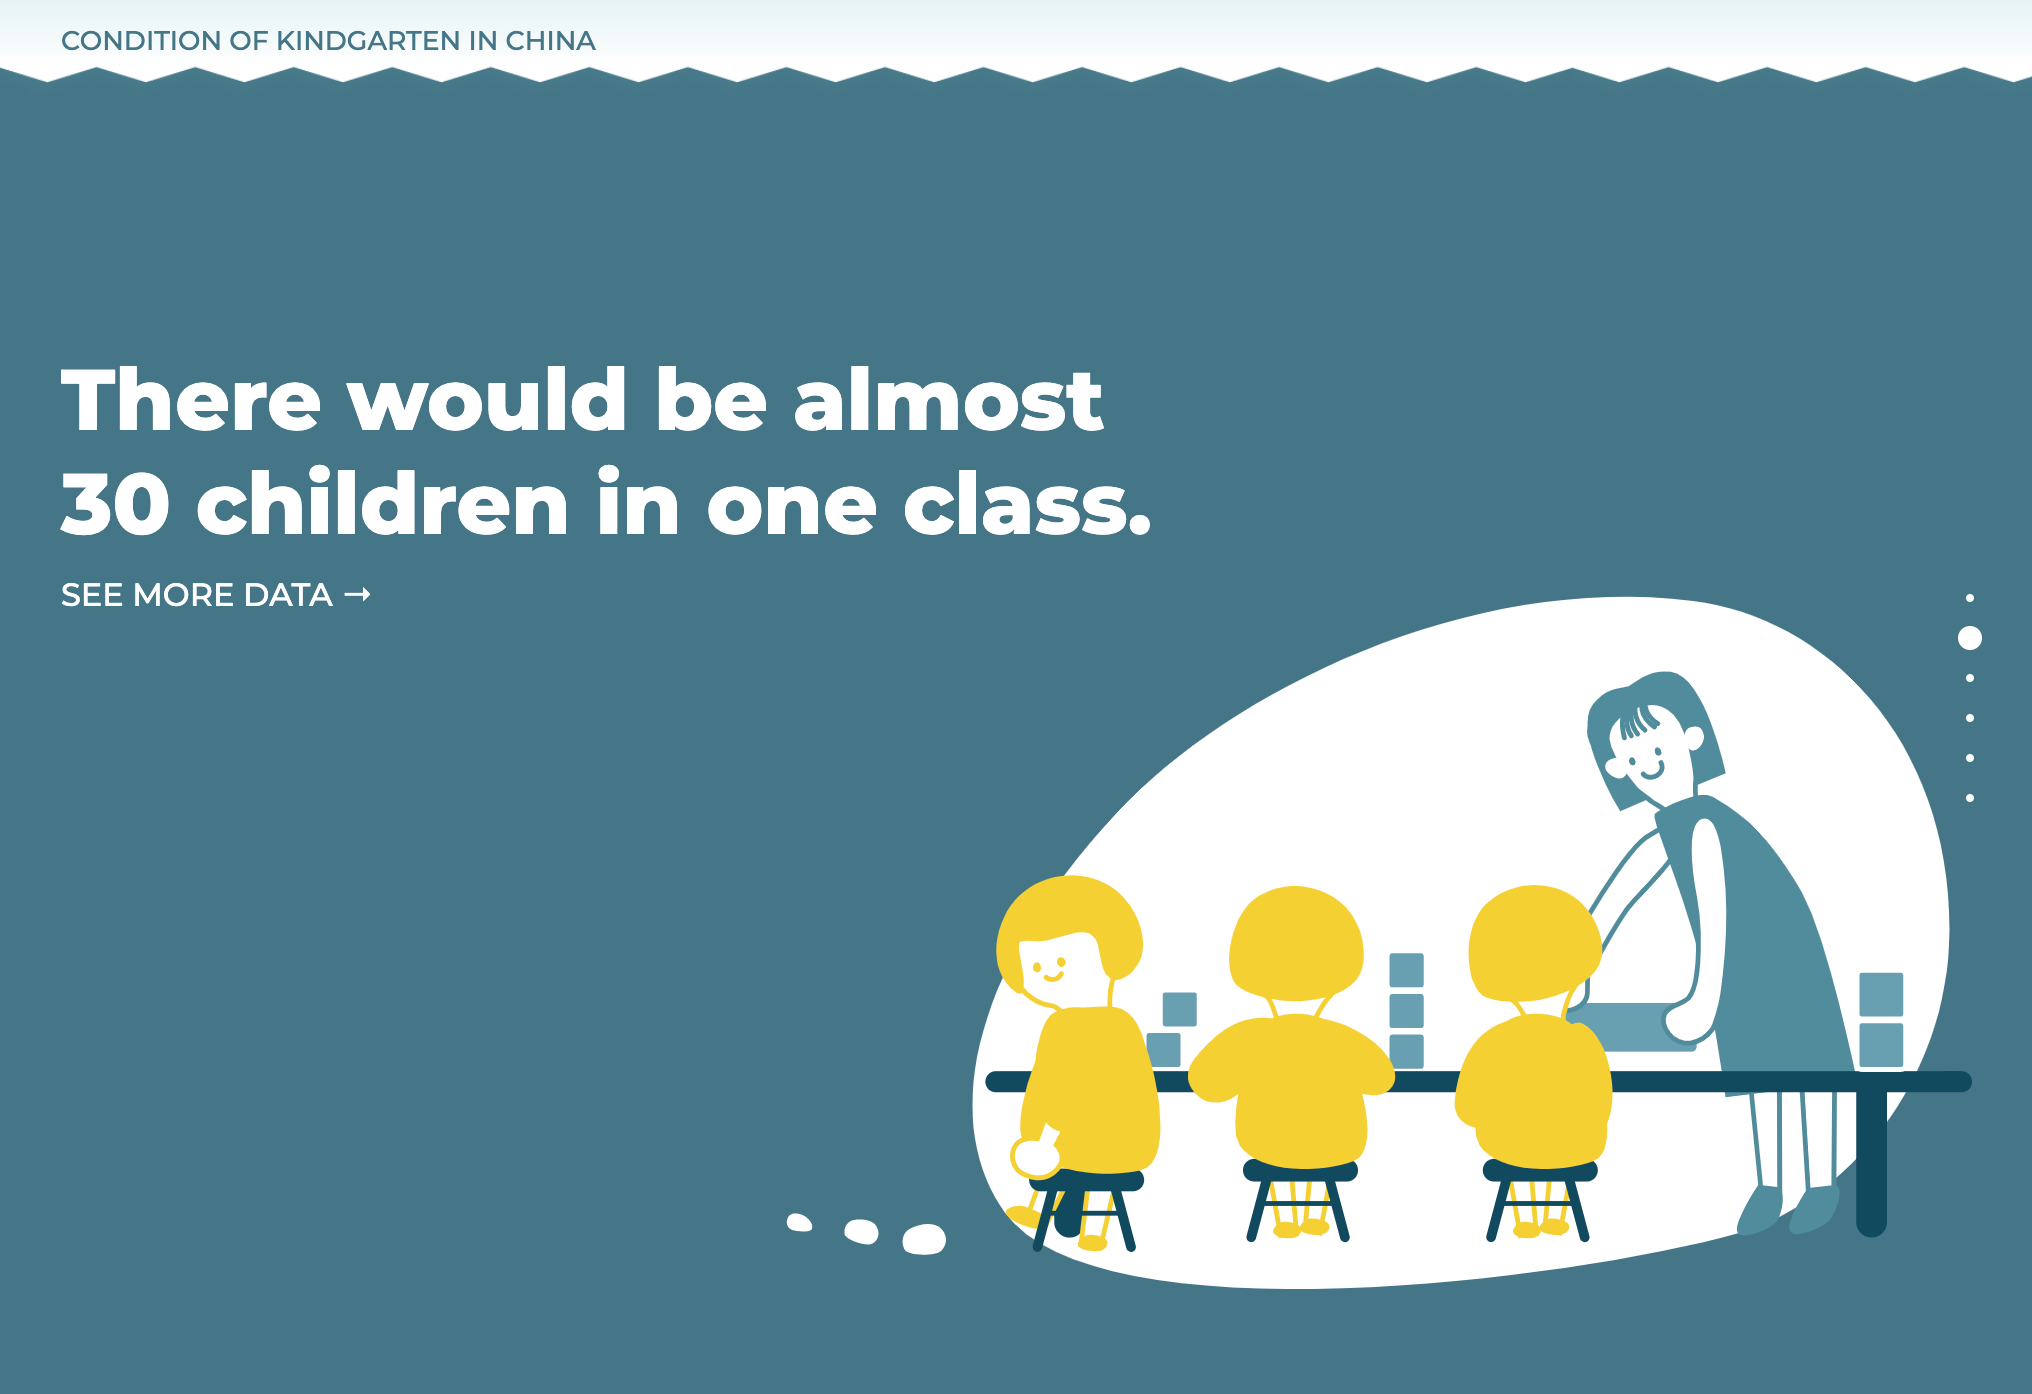 CONDITION OF KINDGARTEN IN CHINA
There would be almost
30 children in one class.
SEE MORE DATA →